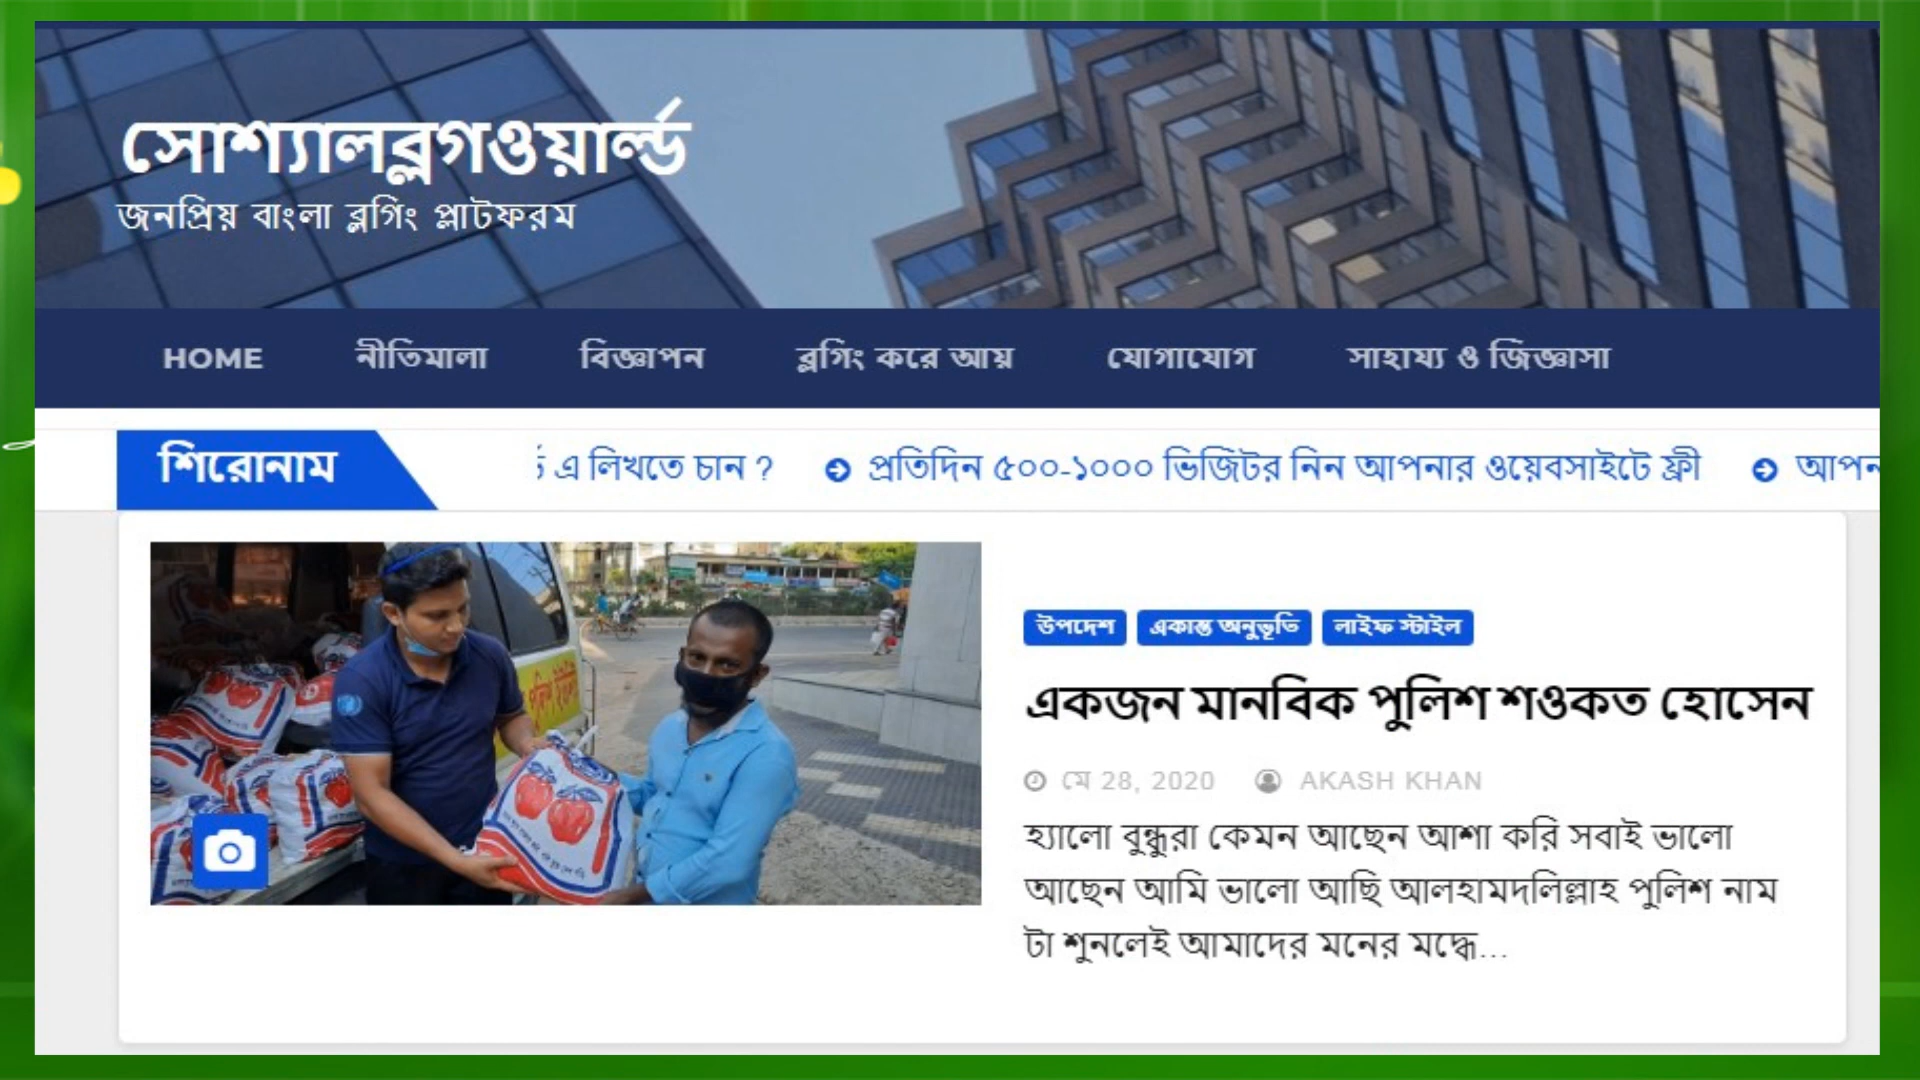 সোশ্যালব্লগওয়ার্ল্ড
জনপ্রিয় বাংলা ব্লগিং প্লাটফরম
HOME নীতিমালা বিজ্ঞাপন ব্লগিং করে আয় যোগাযোগ সাহায্য ও জিজ্ঞাসা
শিরোনাম এ লিখতে চান ? প্রতিদিন ৫০০-১০০০ ভিজিটর নিন আপনার ওয়েবসাইটে ফ্রী
উপদেশ একান্ত অনুভূতি লাইফ স্টাইল
একজন মানবিক পুলিশ শওকত হোসেন
মে 28, 2020 AKASH KHAN
হ্যালো বুন্ধুরা কেমন আছেন আশা করি সবাই ভালো
আছেন আমি ভালো আছি আলহামদলিল্লাহ পুলিশ নাম
টা শুনলেই আমাদের মনের মদ্ধে...